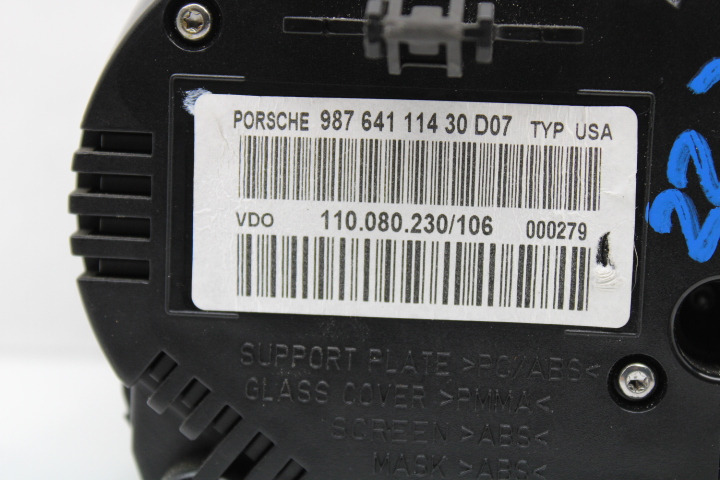 PORSCHE 987 641 114 30 D07 TYP USA
VDO 110.080.230/106 000279
22
SUPPORT PLATE >PC//ABS<
GLASS COVER >PMMA<
SCREEN >ABS<
MASK >ABS<